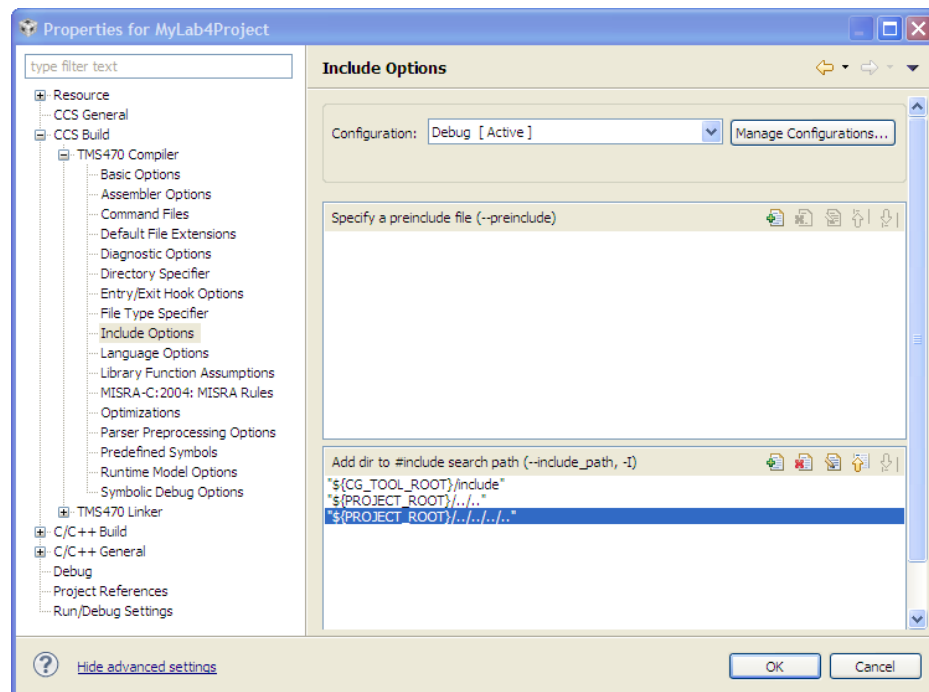 Properties for MyLab4Project
type filter text
Resource
CCS General
CCS Build
TMS470 Compiler
Basic Options
Assembler Options
Command Files
Default File Extensions
Diagnostic Options
Directory Specifier
Entry/Exit Hook Options
File Type Specifier
Include Options
Language Options
Library Function Assumptions
MISRA-C:2004: MISRA Rules
Optimizations
Parser Preprocessing Options
Predefined Symbols
Runtime Model Options
Symbolic Debug Options
TMS470 Linker
C/C++ Build
C/C++ General
Debug
Project References
Run/Debug Settings
Include Options
Configuration: Debug [ Active ] Manage Configurations...
Specify a preinclude file (--preinclude)
Add dir to #include search path (--include_path, -I)
"${CG_TOOL_ROOT}/include"
"${PROJECT_ROOT}/../.."
"${PROJECT_ROOT}/../../../.."
? Hide advanced settings
OK Cancel